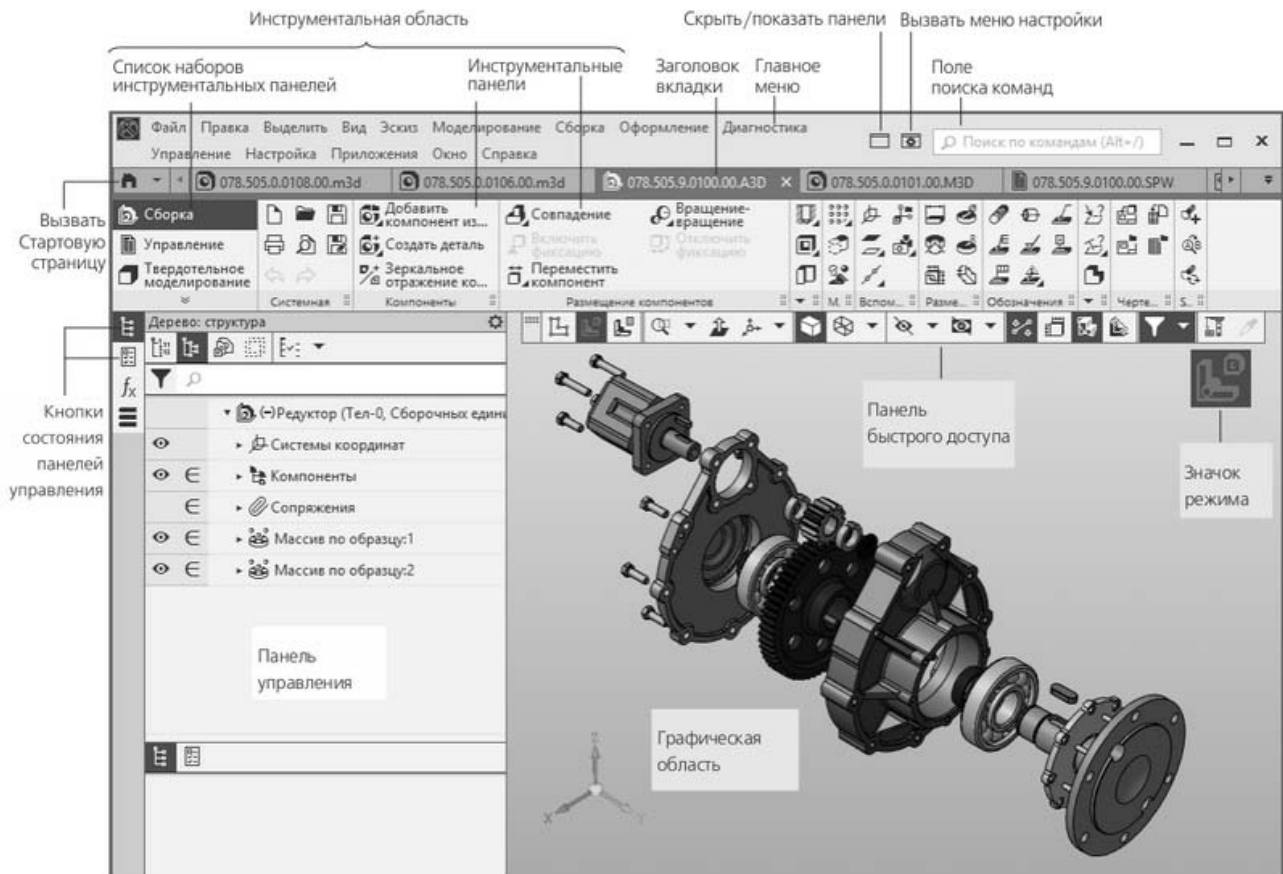 Инструментальная область
Скрыть/показать панели
Вызвать меню настройки
Список наборов
инструментальных панелей
Инструментальные
панели
Заголовок
вкладки
Главное
меню
Поле
поиска команд
Файл Правка Выделить Вид Эскиз Моделирование Сборка Оформление Диагностика
Управление Настройка Приложения Окно Справка
Поиск по командам (Alt+/)
078.505.0.0108.00.m3d
078.505.0.0106.00.m3d
078.505.9.0100.00.A3D
078.505.0.0101.00.M3D
078.505.9.0100.00.SPW
Вызвать
Стартовую
страницу
Сборка
Управление
Твердотельное
моделирование
Добавить
компонент из...
Создать деталь
Зеркальное
отражение ко...
Совпадение
Включить
фиксацию
Переместить
компонент
Вращение-
вращение
Отключить
фиксацию
Системная
Компоненты
Размещение компонентов
М.
Вспом...
Разме...
Обозначения
Черте...
S..
Дерево: структура
Кнопки
состояния
панелей
управления
fx
(-)Редуктор (Тел-0, Сборочных едини
Системы координат
Компоненты
Сопряжения
Массив по образцу:1
Массив по образцу:2
Панель
быстрого доступа
Значок
режима
Панель
управления
Графическая
область
Z
X
Y